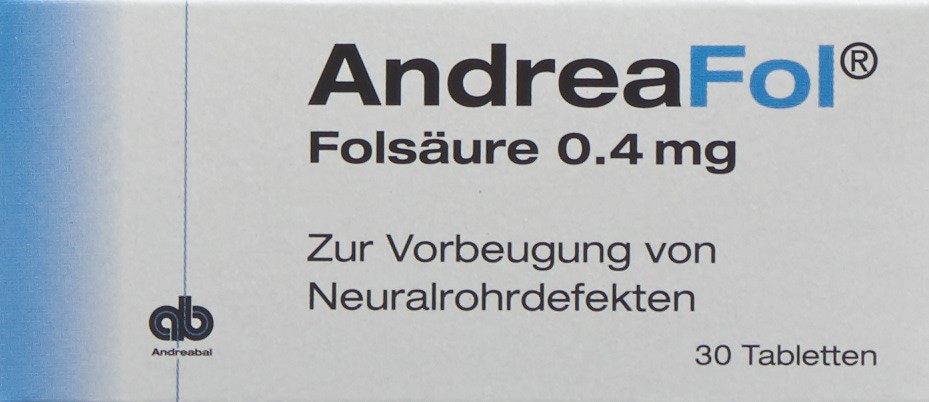 AndreaFol®
Folsäure 0.4 mg
Zur Vorbeugung von
Neuralrohrdefekten
ab
Andreabal
30 Tabletten